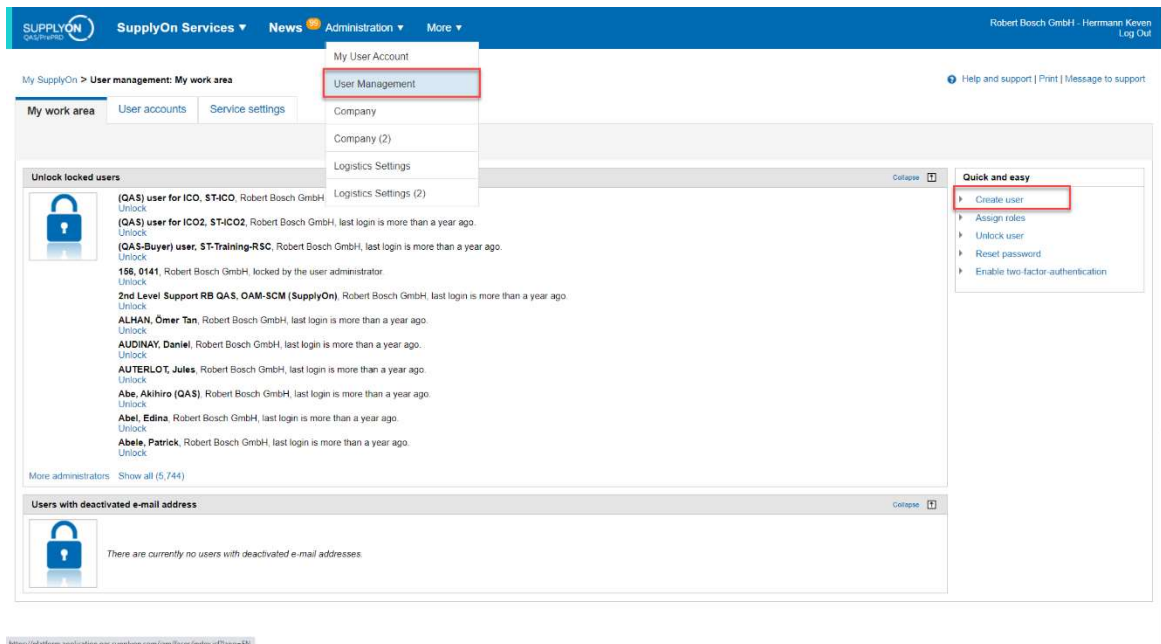 SUPPLYON
QAS/PrePRD
SupplyOn Services ▼ News 99 Administration ▼ More ▼
Robert Bosch GmbH - Herrmann Keven
Log Out
My User Account
User Management
Company
Company (2)
Logistics Settings
Logistics Settings (2)
My SupplyOn > User management: My work area
Help and support | Print | Message to support
My work area User accounts Service settings
Unlock locked users Collapse
(QAS) user for ICO, ST-ICO, Robert Bosch GmbH
Unlock
(QAS) user for ICO2, ST-ICO2, Robert Bosch GmbH, last login is more than a year ago.
Unlock
(QAS-Buyer) user, ST-Training-RSC, Robert Bosch GmbH, last login is more than a year ago.
Unlock
156, 0141, Robert Bosch GmbH, locked by the user administrator.
Unlock
2nd Level Support RB QAS, OAM-SCM (SupplyOn), Robert Bosch GmbH, last login is more than a year ago.
Unlock
ALHAN, Ömer Tan, Robert Bosch GmbH, last login is more than a year ago.
Unlock
AUDINAY, Daniel, Robert Bosch GmbH, last login is more than a year ago.
Unlock
AUTERLOT, Jules, Robert Bosch GmbH, last login is more than a year ago.
Unlock
Abe, Akihiro (QAS), Robert Bosch GmbH, last login is more than a year ago.
Unlock
Abel, Edina, Robert Bosch GmbH, last login is more than a year ago.
Unlock
Abele, Patrick, Robert Bosch GmbH, last login is more than a year ago.
Unlock
More administrators Show all (5,744)
Quick and easy
Create user
Assign roles
Unlock user
Reset password
Enable two-factor-authentication
Users with deactivated e-mail address Collapse
There are currently no users with deactivated e-mail addresses.